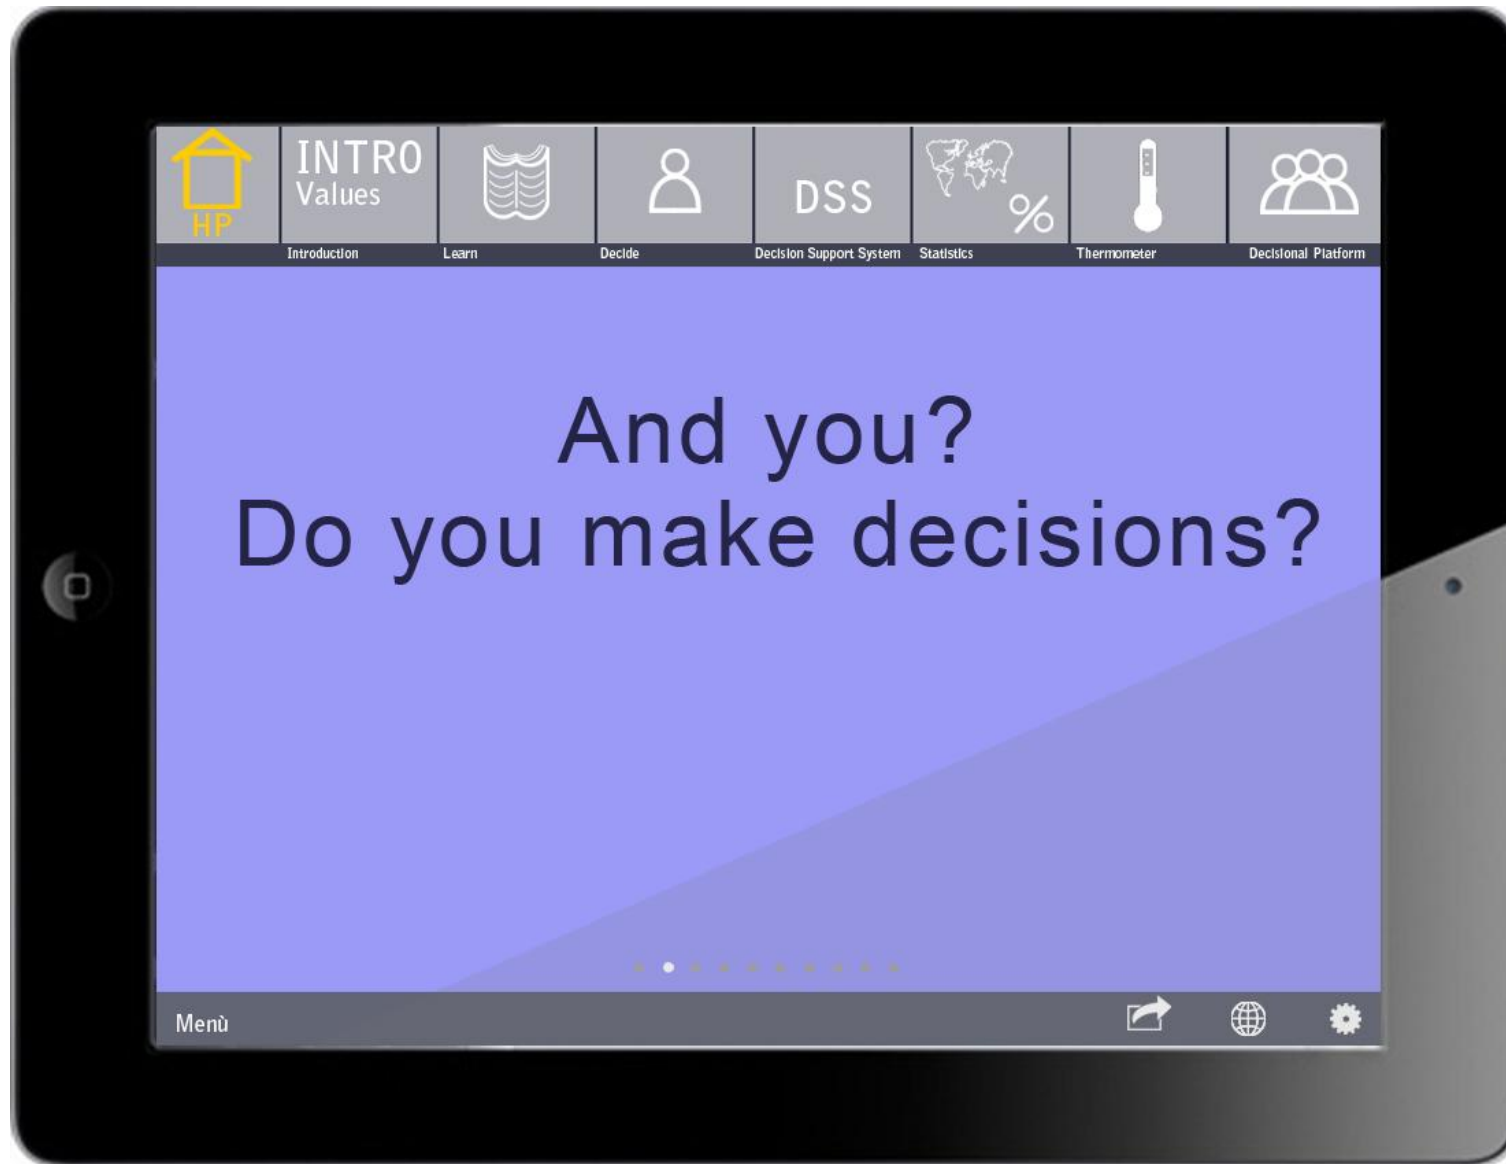 HP
INTRO
Values
DSS
%
Introduction
Learn
Decide
Decision Support System
Statistics
Thermometer
Decisional Platform
And you?
Do you make decisions?
Menù